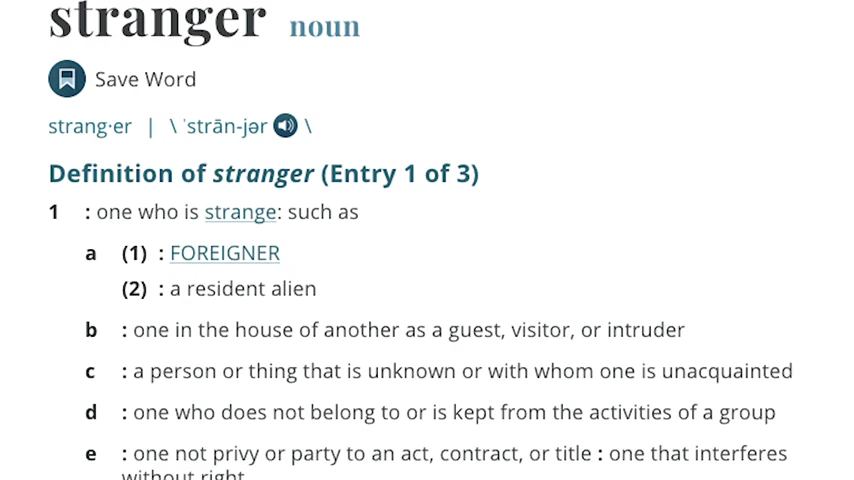 stranger noun
Save Word
strang·er | \ ˈstrān-jər \
Definition of stranger (Entry 1 of 3)
1 : one who is strange: such as
a (1) : FOREIGNER
(2) : a resident alien
b : one in the house of another as a guest, visitor, or intruder
c : a person or thing that is unknown or with whom one is unacquainted
d : one who does not belong to or is kept from the activities of a group
e : one not privy or party to an act, contract, or title : one that interferes
without right